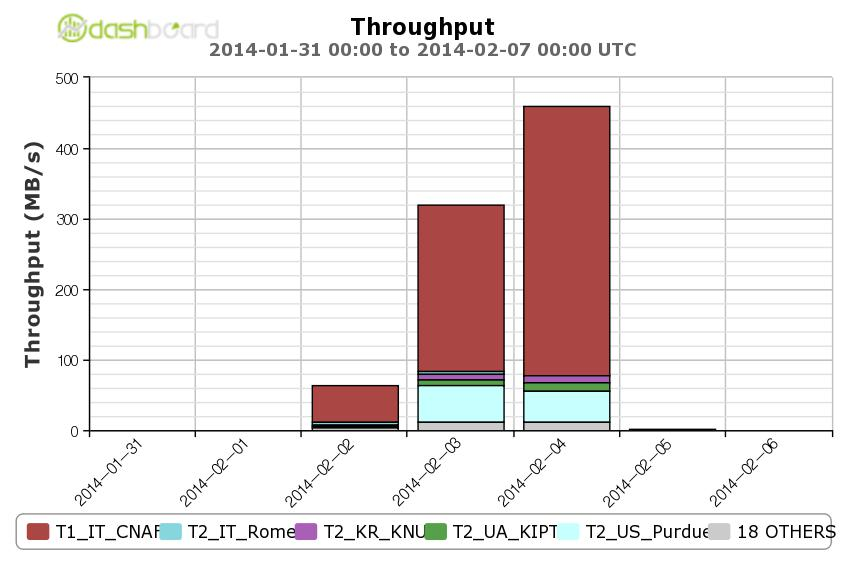 dashboard
Throughput
2014-01-31 00:00 to 2014-02-07 00:00 UTC
Throughput (MB/s)
500
400
300
200
100
0
2014-01-31
2014-02-01
2014-02-02
2014-02-03
2014-02-04
2014-02-05
2014-02-06
T1_IT_CNAF T2_IT_Rome T2_KR_KNU T2_UA_KIPT T2_US_Purdue 18 OTHERS